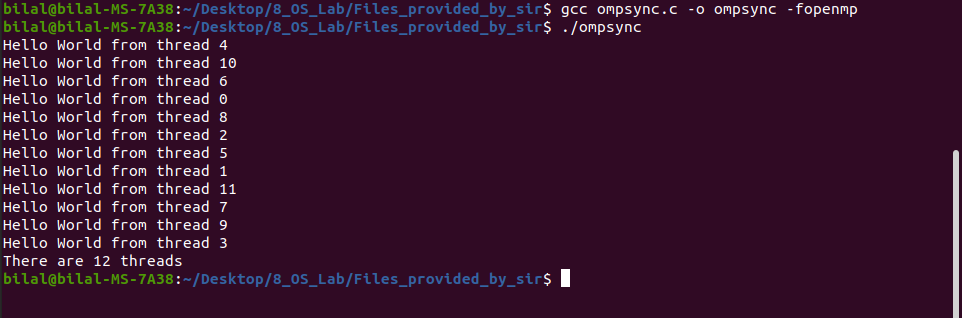 bilal@bilal-MS-7A38:~/Desktop/8_OS_Lab/Files_provided_by_sir$ gcc ompsync.c -o ompsync -fopenmp
bilal@bilal-MS-7A38:~/Desktop/8_OS_Lab/Files_provided_by_sir$ ./ompsync
Hello World from thread 4
Hello World from thread 10
Hello World from thread 6
Hello World from thread 0
Hello World from thread 8
Hello World from thread 2
Hello World from thread 5
Hello World from thread 1
Hello World from thread 11
Hello World from thread 7
Hello World from thread 9
Hello World from thread 3
There are 12 threads
bilal@bilal-MS-7A38:~/Desktop/8_OS_Lab/Files_provided_by_sir$